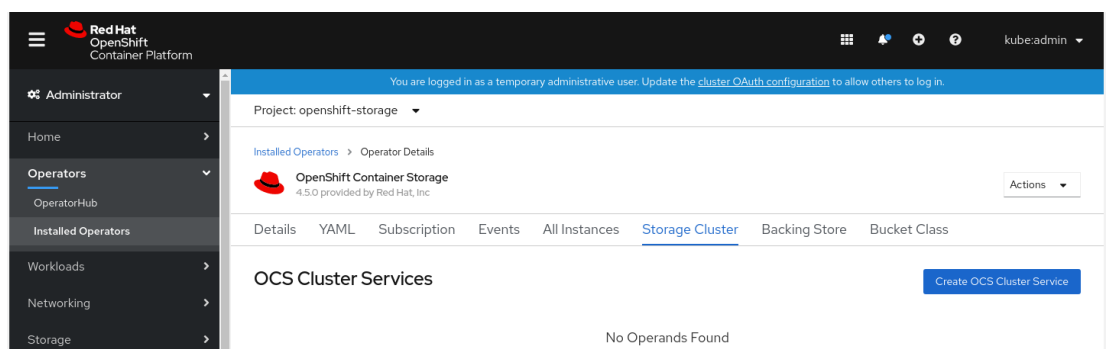 Red Hat
OpenShift
Container Platform
kube:admin
Administrator
You are logged in as a temporary administrative user. Update the cluster OAuth configuration to allow others to log in.
Project: openshift-storage
Home
Installed Operators > Operator Details
Operators
OpenShift Container Storage
4.5.0 provided by Red Hat, Inc
Actions
OperatorHub
Installed Operators
Details YAML Subscription Events All Instances Storage Cluster Backing Store Bucket Class
Workloads
OCS Cluster Services
Create OCS Cluster Service
Networking
Storage
No Operands Found